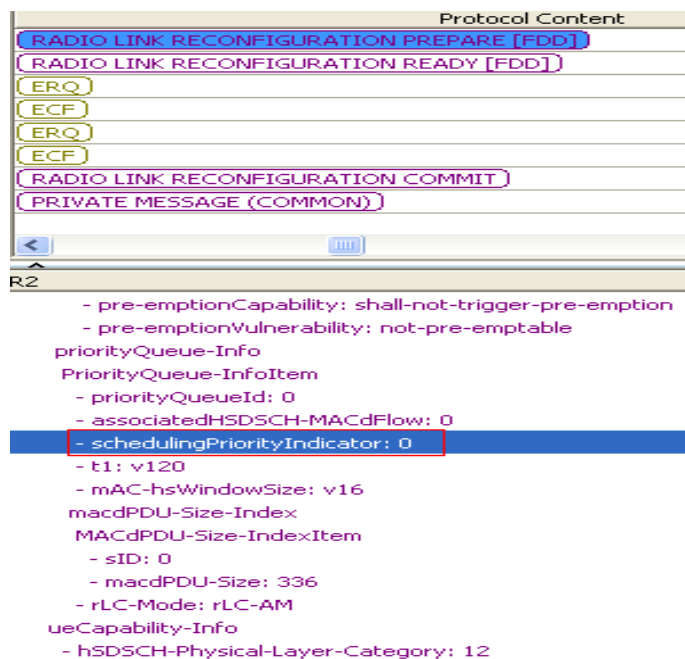 Protocol Content
RADIO LINK RECONFIGURATION PREPARE [FDD]
RADIO LINK RECONFIGURATION READY [FDD]
ERQ
ECF
ERQ
ECF
RADIO LINK RECONFIGURATION COMMIT
PRIVATE MESSAGE (COMMON)
R2
- pre-emptionCapability: shall-not-trigger-pre-emption
- pre-emptionVulnerability: not-pre-emptable
priorityQueue-Info
PriorityQueue-InfoItem
- priorityQueueId: 0
- associatedHSDSCH-MACdFlow: 0
- schedulingPriorityIndicator: 0
- t1: v120
- mAC-hsWindowSize: v16
macdPDU-Size-Index
MACdPDU-Size-IndexItem
- sID: 0
- macdPDU-Size: 336
- rLC-Mode: rLC-AM
ueCapability-Info
- hSDSCH-Physical-Layer-Category: 12